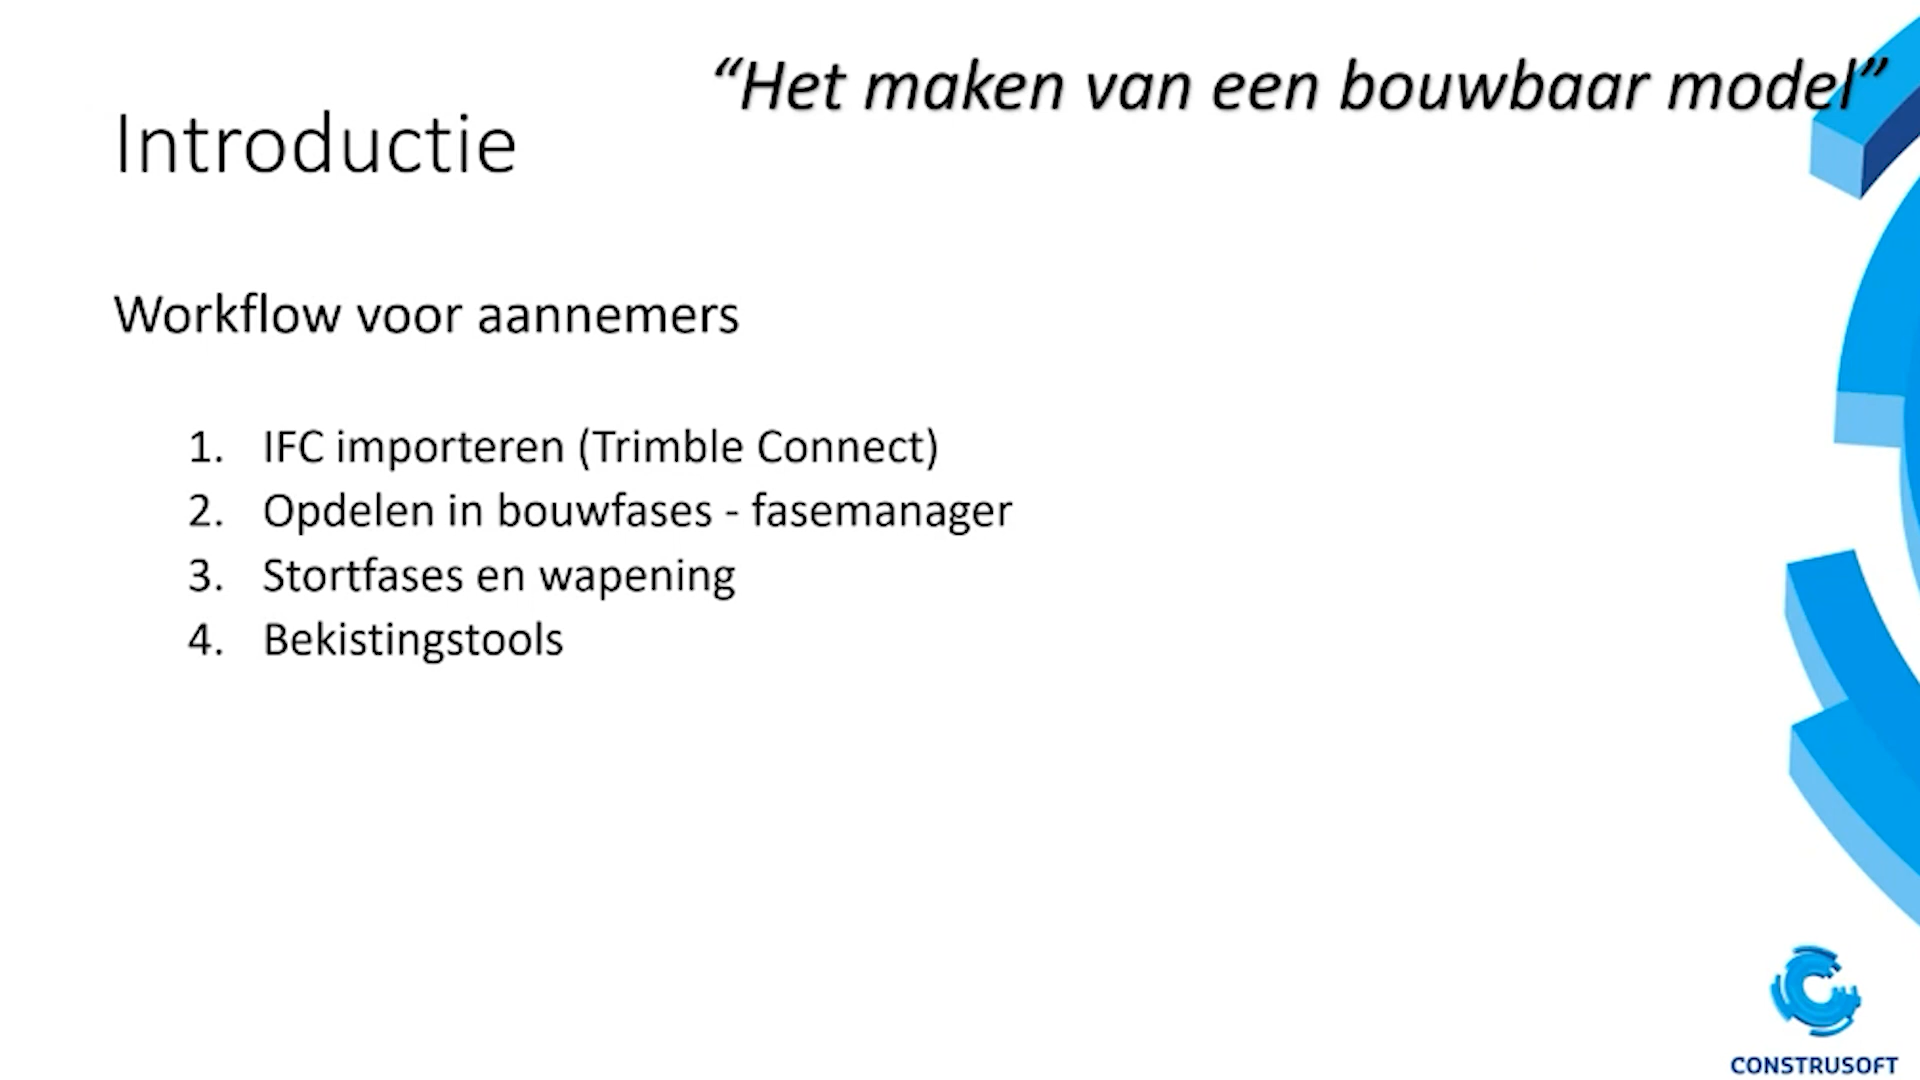 “Het maken van een bouwbaar model”
Introductie
Workflow voor aannemers
1. IFC importeren (Trimble Connect)
2. Opdelen in bouwfases - fasemanager
3. Stortfases en wapening
4. Bekistingstools
CONSTRUSOFT